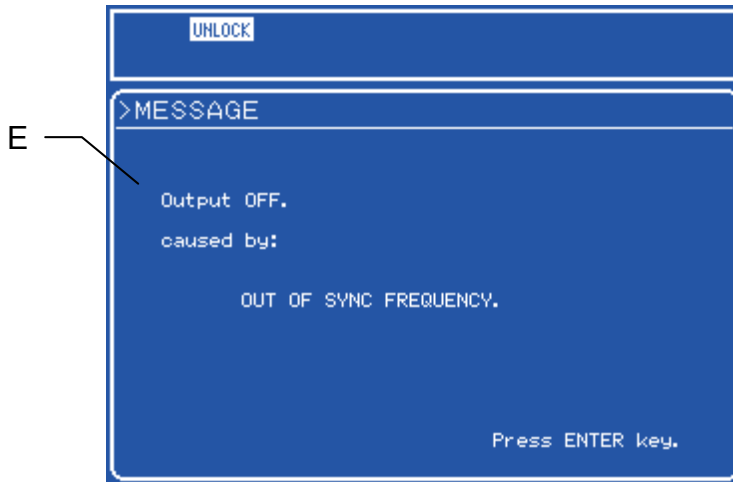 UNLOCK
>MESSAGE
E
Output OFF.
caused by:
OUT OF SYNC FREQUENCY.
Press ENTER key.